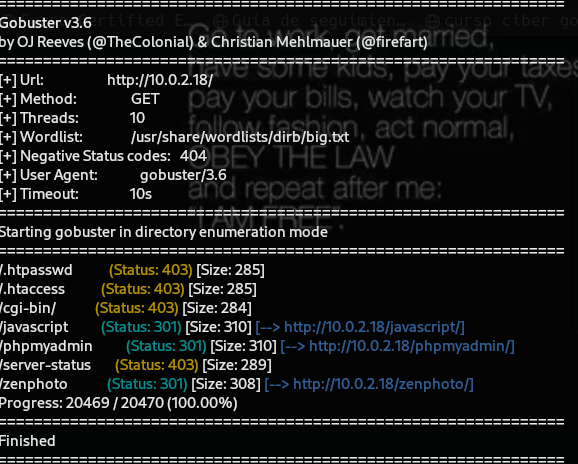 Certified E... Guía de seguimien... curso ciber go
===============================================================
Gobuster v3.6
by OJ Reeves (@TheColonial) & Christian Mehlmauer (@firefart)
===============================================================
[+] Url: http://10.0.2.18/
[+] Method: GET
[+] Threads: 10
[+] Wordlist: /usr/share/wordlists/dirb/big.txt
[+] Negative Status codes: 404
[+] User Agent: gobuster/3.6
[+] Timeout: 10s
===============================================================
Starting gobuster in directory enumeration mode
===============================================================
/.htpasswd (Status: 403) [Size: 285]
/.htaccess (Status: 403) [Size: 285]
/cgi-bin/ (Status: 403) [Size: 284]
/javascript (Status: 301) [Size: 310] [--> http://10.0.2.18/javascript/]
/phpmyadmin (Status: 301) [Size: 310] [--> http://10.0.2.18/phpmyadmin/]
/server-status (Status: 403) [Size: 289]
/zenphoto (Status: 301) [Size: 308] [--> http://10.0.2.18/zenphoto/]
Progress: 20469 / 20470 (100.00%)
===============================================================
Finished
===============================================================
Go to work, get married,
have some kids, pay your taxes
pay your bills, watch your TV,
follow fashion, act normal,
OBEY THE LAW
and repeat after me:
"I AM FREE".